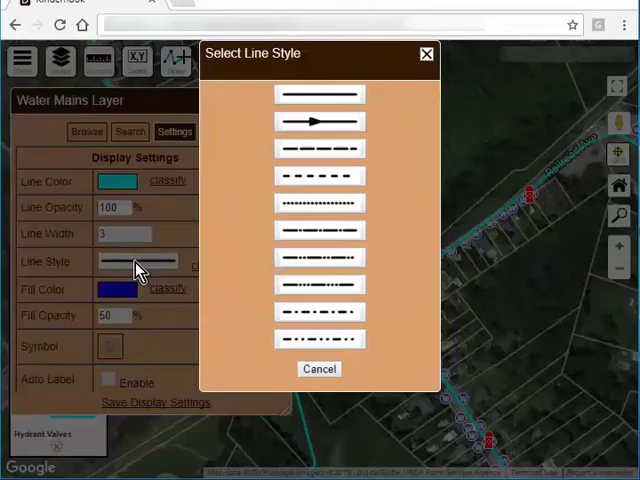 Kinderhook
Select Line Style
X,Y
Water Mains Layer
Browse Search Settings
Display Settings
Line Color classify
Line Opacity 100 %
Line Width 3
Line Style
Fill Color classify
Fill Opacity 50 %
Symbol
Auto Label Enable
Cancel
Save Display Settings
Hydrant Valves
Google